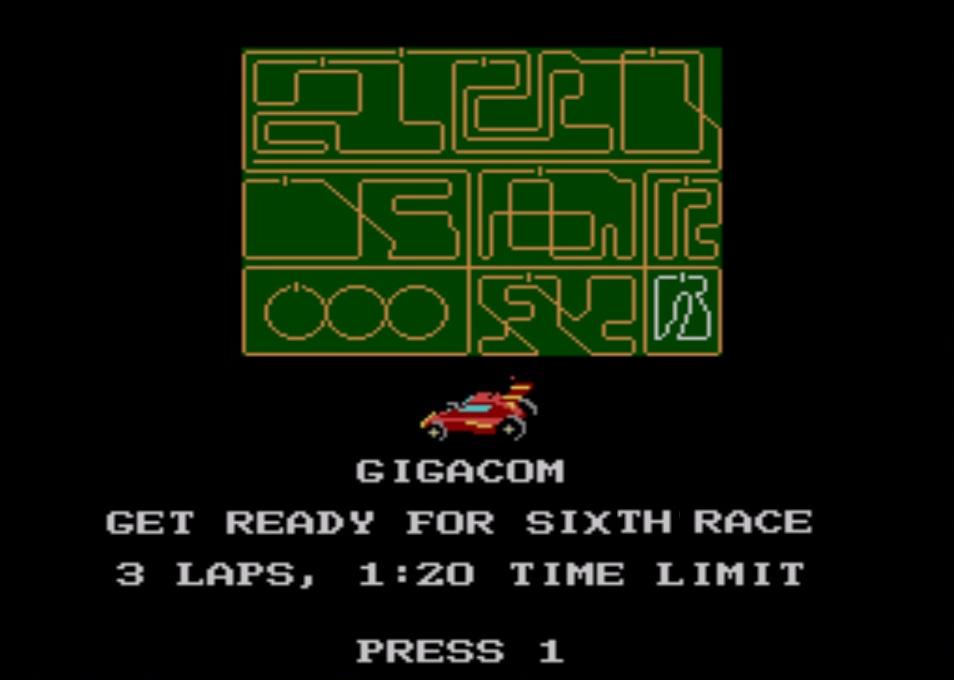 GIGACOM
GET READY FOR SIXTH RACE
3 LAPS, 1:20 TIME LIMIT
PRESS 1